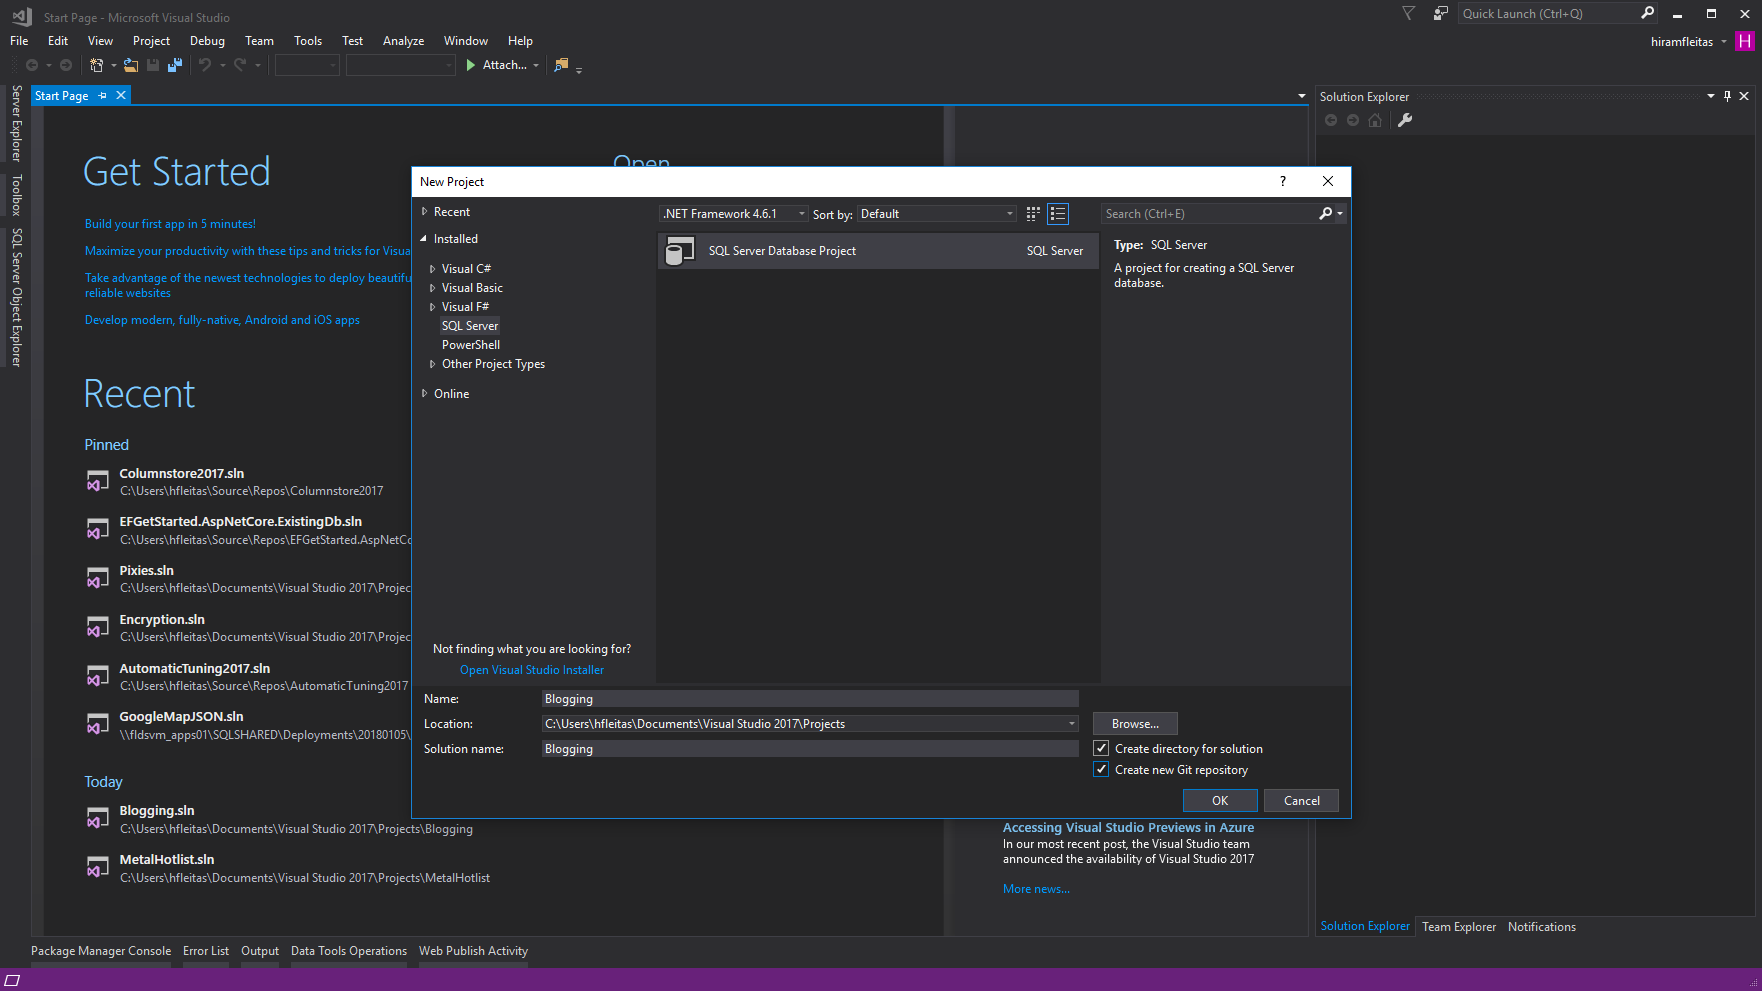 Start Page - Microsoft Visual Studio
Quick Launch (Ctrl+Q)
File Edit View Project Debug Team Tools Test Analyze Window Help
hiramfleitas H
Attach...
Server Explorer
Toolbox
SQL Server Object Explorer
Start Page
Get Started
Build your first app in 5 minutes!
Maximize your productivity with these tips and tricks for Visua
Take advantage of the newest technologies to deploy beautifu
reliable websites
Develop modern, fully-native, Android and iOS apps
Recent
Pinned
Columnstore2017.sln
C:\Users\hfleitas\Source\Repos\Columnstore2017
EFGetStarted.AspNetCore.ExistingDb.sln
C:\Users\hfleitas\Source\Repos\EFGetStarted.AspNetCo
Pixies.sln
C:\Users\hfleitas\Documents\Visual Studio 2017\Projec
Encryption.sln
C:\Users\hfleitas\Documents\Visual Studio 2017\Projec
AutomaticTuning2017.sln
C:\Users\hfleitas\Source\Repos\AutomaticTuning2017
GoogleMapJSON.sln
\\fldsvm_apps01\SQLSHARED\Deployments\20180105\
Today
Blogging.sln
C:\Users\hfleitas\Documents\Visual Studio 2017\Projects\Blogging
MetalHotlist.sln
C:\Users\hfleitas\Documents\Visual Studio 2017\Projects\MetalHotlist
Open
New Project
?
Recent
Installed
Visual C#
Visual Basic
Visual F#
SQL Server
PowerShell
Other Project Types
Online
Not finding what you are looking for?
Open Visual Studio Installer
.NET Framework 4.6.1 Sort by: Default
SQL Server Database Project SQL Server
Search (Ctrl+E)
Type: SQL Server
A project for creating a SQL Server
database.
Name: Blogging
Location: C:\Users\hfleitas\Documents\Visual Studio 2017\Projects Browse...
Solution name: Blogging
Create directory for solution
Create new Git repository
OK Cancel
Accessing Visual Studio Previews in Azure
In our most recent post, the Visual Studio team
announced the availability of Visual Studio 2017
More news...
Solution Explorer
Solution Explorer Team Explorer Notifications
Package Manager Console Error List Output Data Tools Operations Web Publish Activity